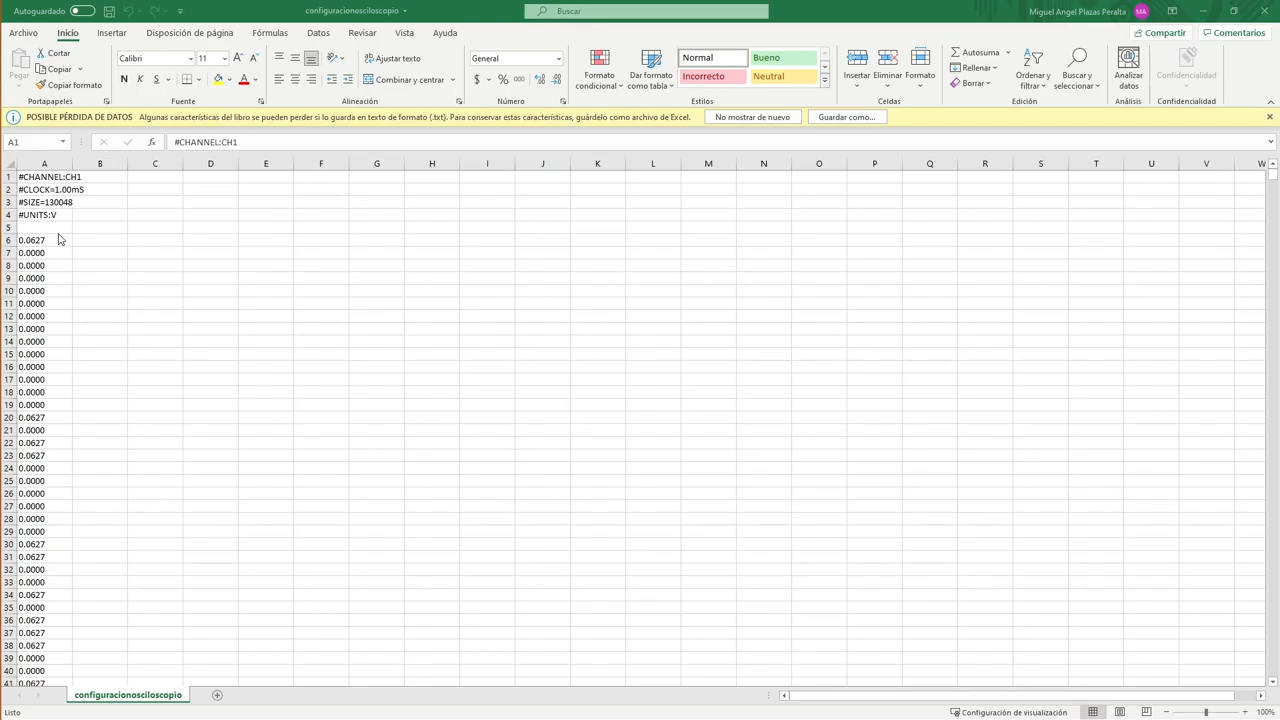 Autoguardado
configuracionosciloscopio
Buscar
Miguel Angel Plazas Peralta MA
Archivo Inicio Insertar Disposición de página Fórmulas Datos Revisar Vista Ayuda Compartir Comentarios
Pegar
Cortar
Copiar
Copiar formato
Portapapeles
Calibri 11
N K S
Fuente
Ajustar texto
Combinar y centrar
Alineación
General
$ % 000
Número
Formato condicional
Dar formato como tabla
Normal Bueno
Incorrecto Neutral
Estilos
Insertar Eliminar Formato
Celdas
Autosuma
Rellenar
Borrar
Ordenar y filtrar
Buscar y seleccionar
Edición
Analizar datos
Análisis
Confidencialidad
Confidencialidad
POSIBLE PÉRDIDA DE DATOS Algunas características del libro se pueden perder si lo guarda en texto de formato (.txt). Para conservar estas características, guárdelo como archivo de Excel. No mostrar de nuevo Guardar como...
A1 fx #CHANNEL:CH1
A B C D E F G H I J K L M N O P Q R S T U V W
1 #CHANNEL:CH1
2 #CLOCK=1.00mS
3 #SIZE=130048
4 #UNITS:V
5
6 0.0627
7 0.0000
8 0.0000
9 0.0000
10 0.0000
11 0.0000
12 0.0000
13 0.0000
14 0.0000
15 0.0000
16 0.0000
17 0.0000
18 0.0000
19 0.0000
20 0.0627
21 0.0000
22 0.0627
23 0.0627
24 0.0000
25 0.0000
26 0.0000
27 0.0000
28 0.0000
29 0.0000
30 0.0627
31 0.0627
32 0.0000
33 0.0000
34 0.0627
35 0.0000
36 0.0627
37 0.0627
38 0.0627
39 0.0000
40 0.0000
41 0.0627
configuracionosciloscopio
Listo
Configuración de visualización
100%